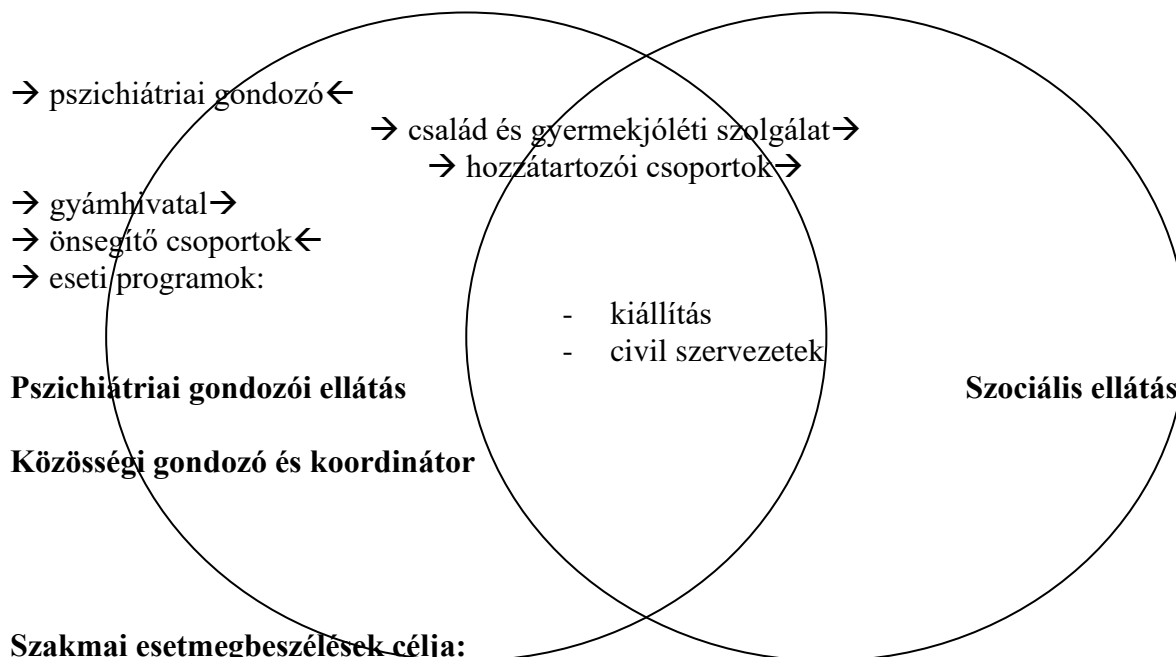 → pszichiátriai gondozó←
→ család és gyermekjóléti szolgálat→
→ hozzátartozói csoportok→
→ gyámhivatal→
→ önsegítő csoportok←
→ eseti programok:
- kiállítás
- civil szervezetek
Pszichiátriai gondozói ellátás Szociális ellátás
Közösségi gondozó és koordinátor
Szakmai esetmegbeszélések célja: